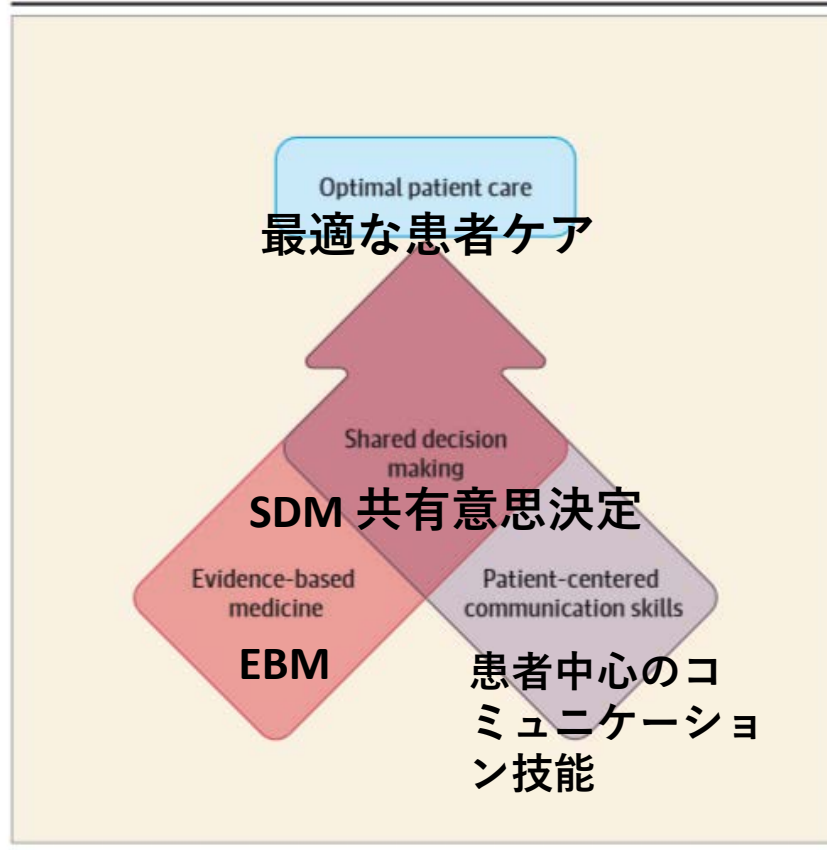 Optimal patient care
最適な患者ケア
Shared decision
making
SDM 共有意思決定
Evidence-based
medicine
EBM
Patient-centered
communication skills
患者中心のコ
ミュニケーショ
ン技能